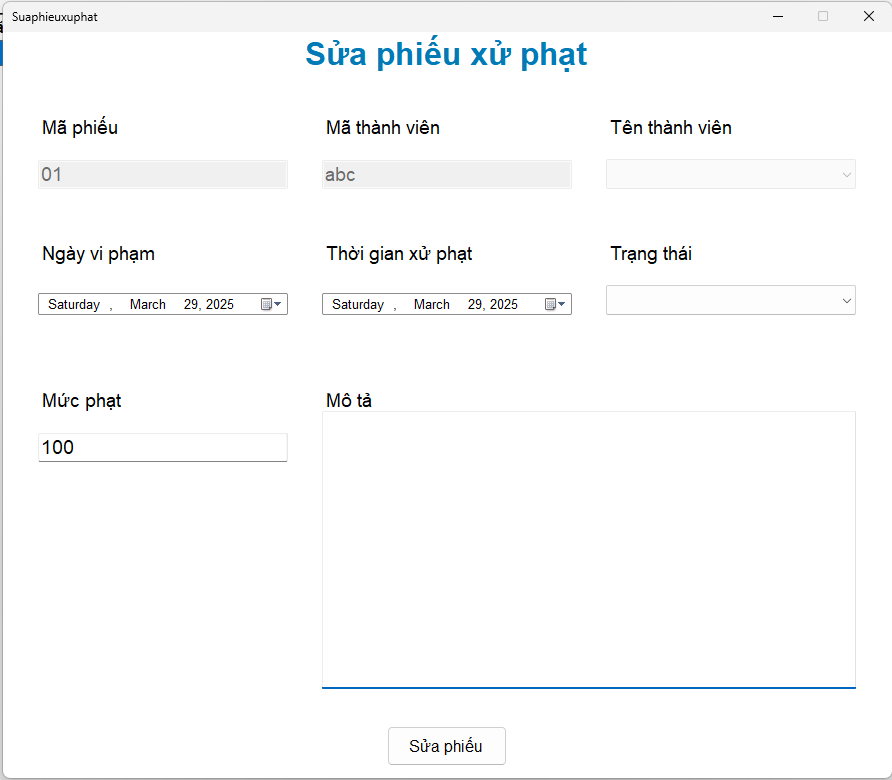 Suaphieuxuphat
Sửa phiếu xử phạt
Mã phiếu
Mã thành viên
Tên thành viên
01
abc
Ngày vi phạm
Thời gian xử phạt
Trạng thái
Saturday , March 29, 2025
Saturday , March 29, 2025
Mức phạt
Mô tả
100
Sửa phiếu